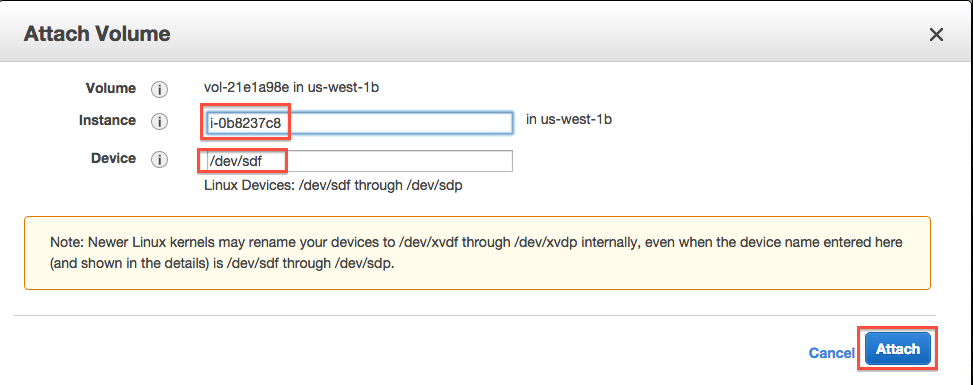 Attach Volume
Volume i vol-21e1a98e in us-west-1b
Instance i i-0b8237c8 in us-west-1b
Device i /dev/sdf
Linux Devices: /dev/sdf through /dev/sdp
Note: Newer Linux kernels may rename your devices to /dev/xvdf through /dev/xvdp internally, even when the device name entered here
(and shown in the details) is /dev/sdf through /dev/sdp.
Cancel Attach